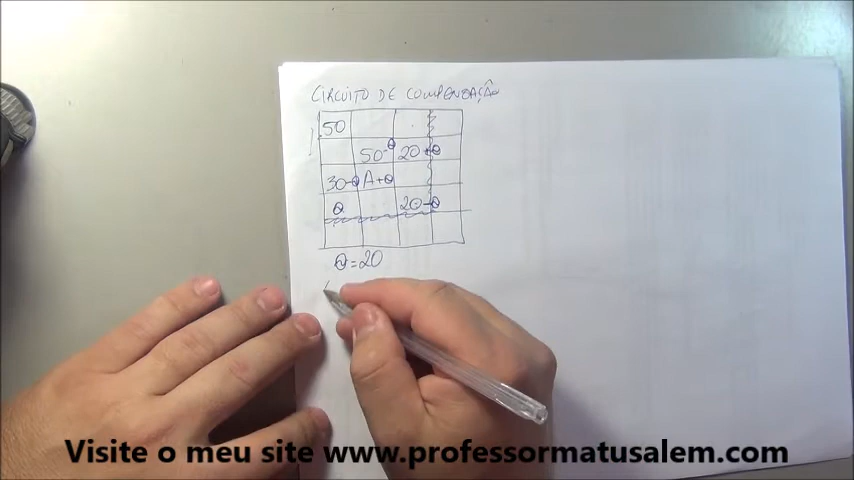 CIRCUITO DE COMPENSAÇÃO
50
50-θ 20+θ
30-θ A+θ
θ 20-θ
θ=20
Visite o meu site www.professormatusalem.com